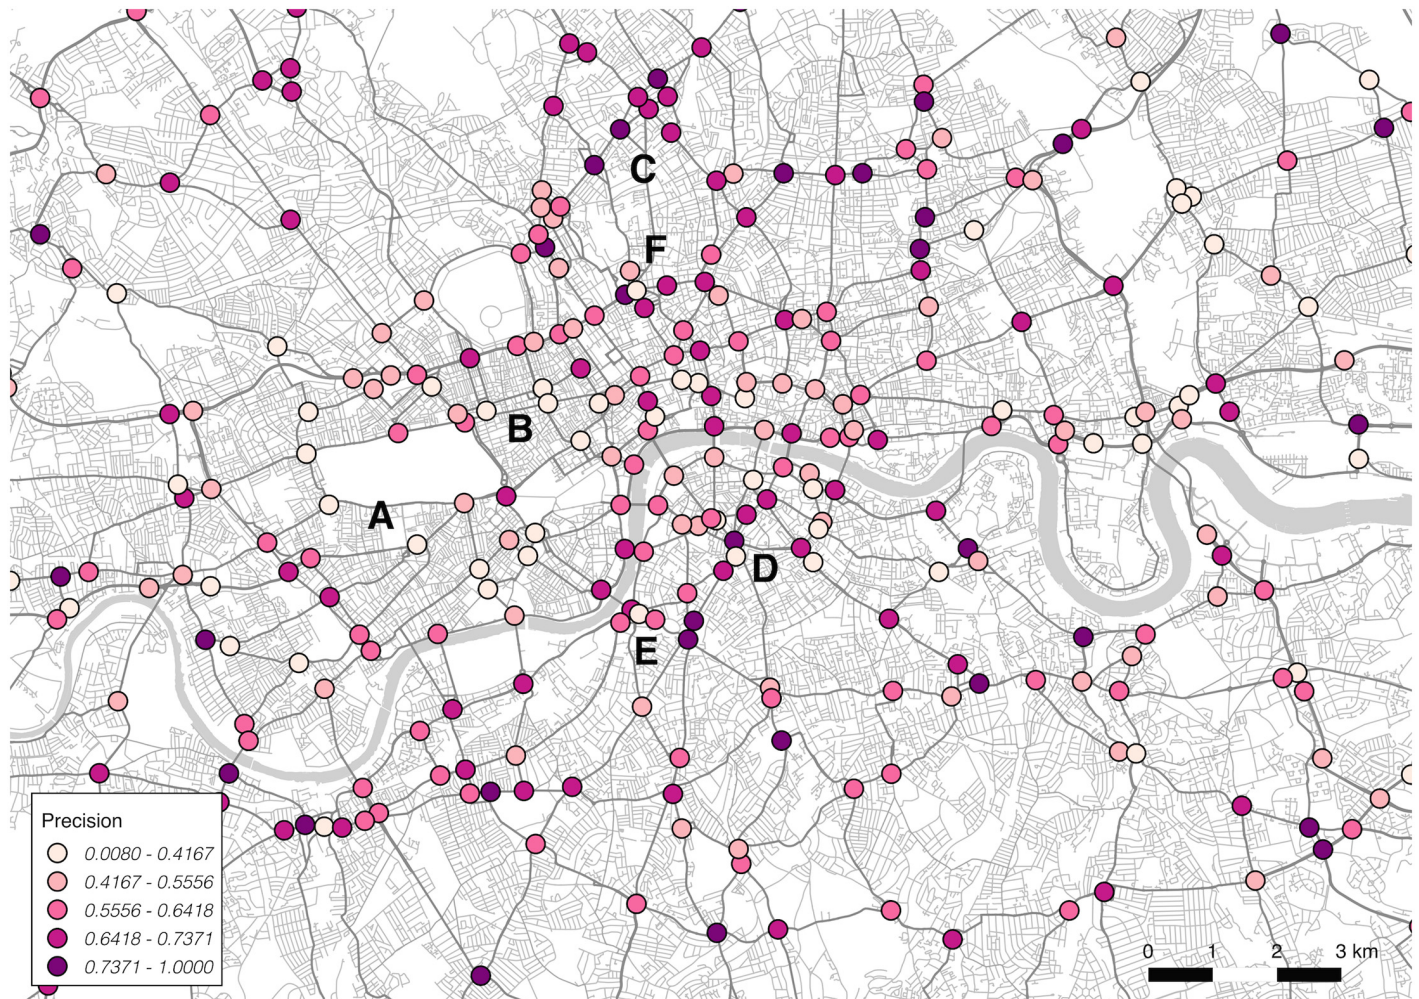 C
F
B
A
D
E
Precision
0.0080 - 0.4167
0.4167 - 0.5556
0.5556 - 0.6418
0.6418 - 0.7371
0.7371 - 1.0000
0 1 2 3 km